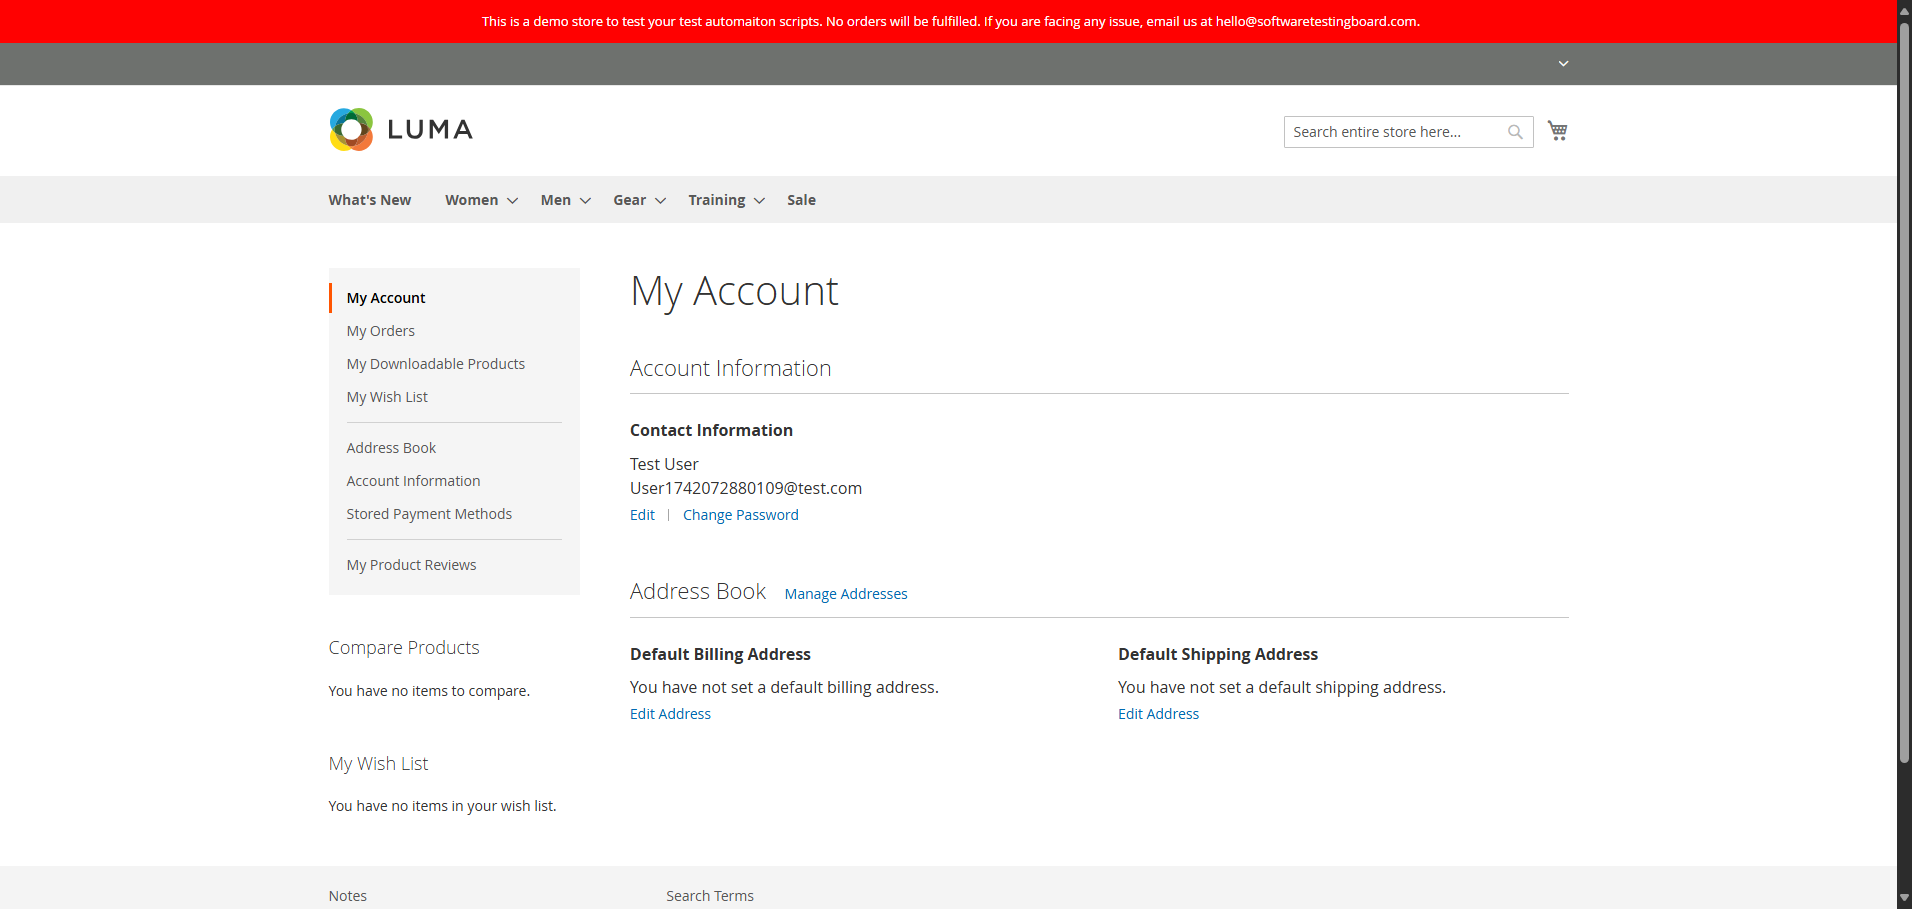 This is a demo store to test your test automaiton scripts. No orders will be fulfilled. If you are facing any issue, email us at hello@softwaretestingboard.com.
LUMA
Search entire store here...
What's New Women Men Gear Training Sale
My Account
My Orders
My Downloadable Products
My Wish List
Address Book
Account Information
Stored Payment Methods
My Product Reviews
Compare Products
You have no items to compare.
My Wish List
You have no items in your wish list.
My Account
Account Information
Contact Information
Test User
User1742072880109@test.com
Edit | Change Password
Address Book Manage Addresses
Default Billing Address
You have not set a default billing address.
Edit Address
Default Shipping Address
You have not set a default shipping address.
Edit Address
Notes
Search Terms